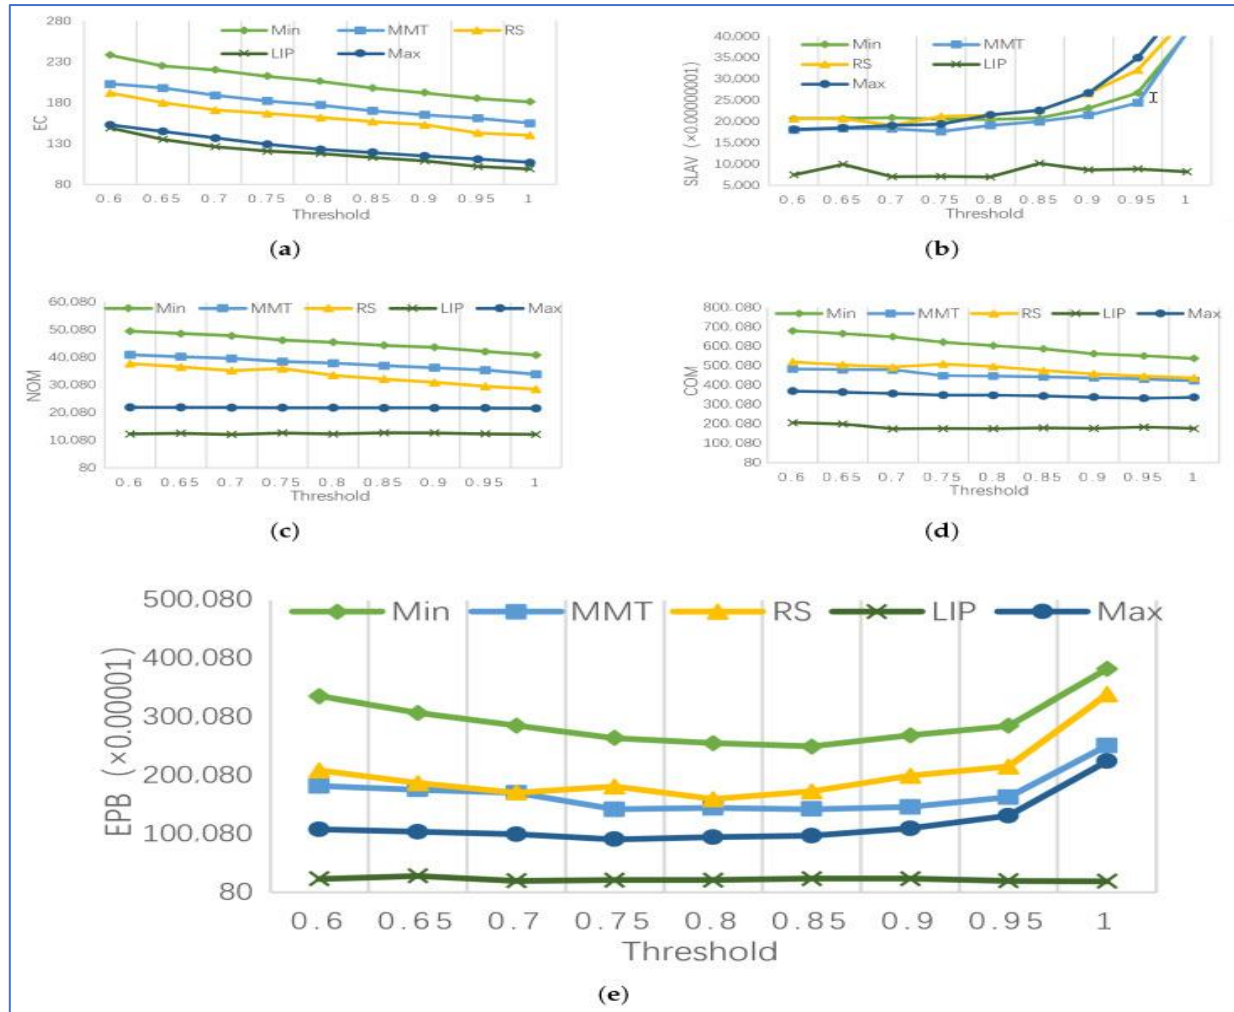 280
230
180
130
80
EC
Min MMT RS
LIP Max
0.6 0.65 0.7 0.75 0.8 0.85 0.9 0.95 1
Threshold
(a)
40,000
35,000
30,000
25,000
20,000
15,000
10,000
5,000
SLAV (×0.00000001)
Min MMT
RS LIP
Max
0.6 0.65 0.7 0.75 0.8 0.85 0.9 0.95 1
Threshold
(b)
60,080
50,080
40,080
30,080
20,080
10,080
80
NOM
Min MMT RS LIP Max
0.6 0.65 0.7 0.75 0.8 0.85 0.9 0.95 1
Threshold
(c)
800,080
700,080
600,080
500,080
400,080
300,080
200,080
100,080
80
COM
Min MMT RS LIP Max
0.6 0.65 0.7 0.75 0.8 0.85 0.9 0.95 1
Threshold
(d)
500,080
400,080
300,080
200,080
100,080
80
EPB (×0.00001)
Min MMT RS LIP Max
0.6 0.65 0.7 0.75 0.8 0.85 0.9 0.95 1
Threshold
(e)